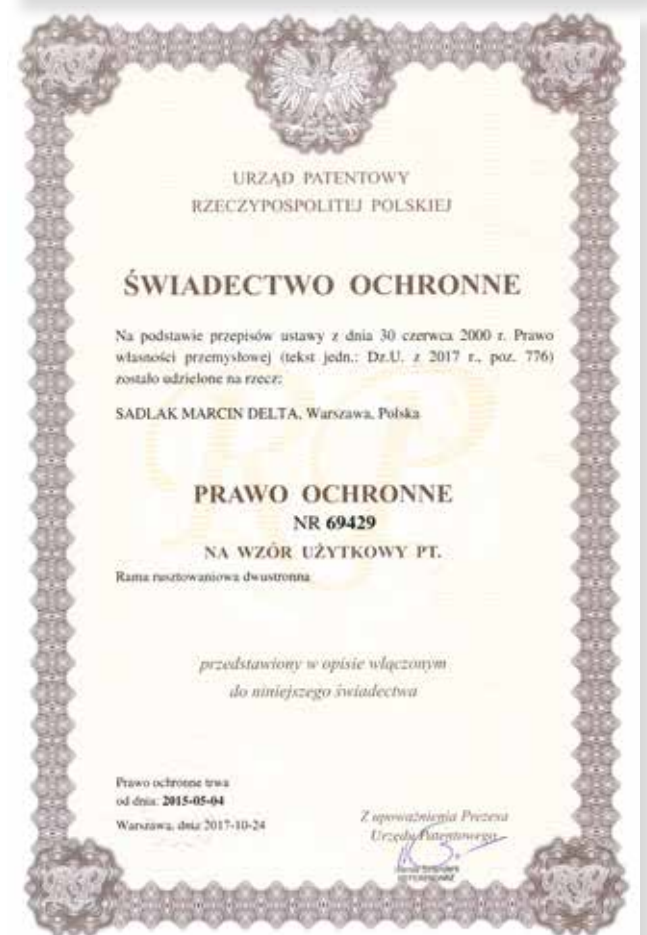 URZĄD PATENTOWY
RZECZYPOSPOLITEJ POLSKIEJ
ŚWIADECTWO OCHRONNE
Na podstawie przepisów ustawy z dnia 30 czerwca 2000 r. Prawo
własności przemysłowej (tekst jedn.: Dz.U. z 2017 r., poz. 776)
zostało udzielone na rzecz:
SADLAK MARCIN DELTA, Warszawa, Polska
PRAWO OCHRONNE
NR 69429
NA WZÓR UŻYTKOWY PT.
Rama rusztowaniowa dwustronna
przedstawiony w opisie włączonym
do niniejszego świadectwa
Prawo ochronne trwa
od dnia: 2015-05-04
Warszawa, dnia 2017-10-24
Z upoważnienia Prezesa
Urzędu Patentowego